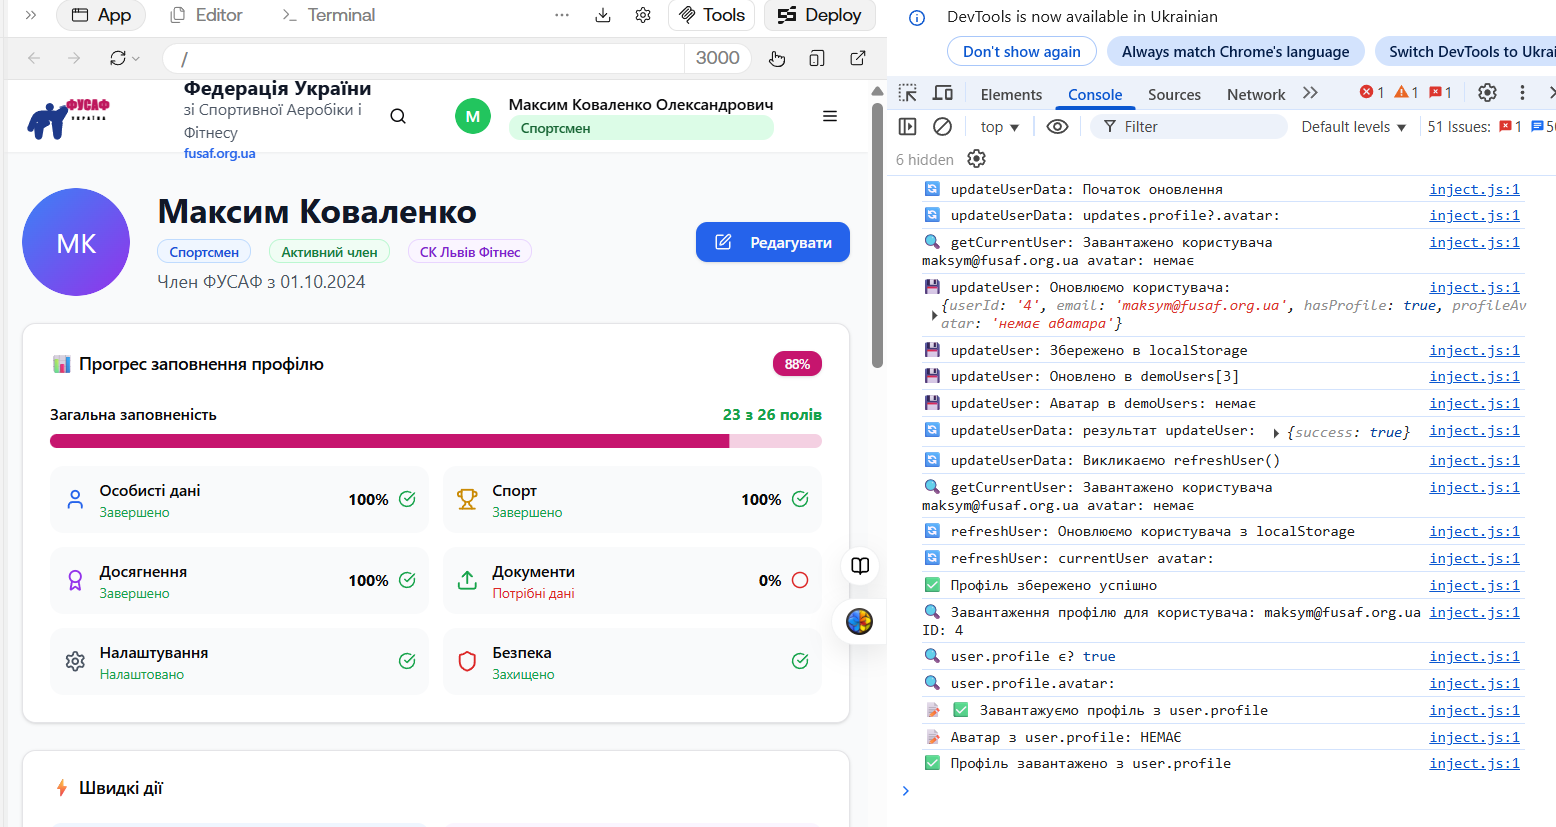 App
Editor
Terminal
Tools
Deploy
/
3000
ФУСАФ
УКРАЇНА
Федерація України
зі Спортивної Аеробіки і
Фітнесу
fusaf.org.ua
М
Максим Коваленко Олександрович
Спортсмен
МК
Максим Коваленко
Спортсмен
Активний член
СК Львів Фітнес
Член ФУСАФ з 01.10.2024
Редагувати
Прогрес заповнення профілю
88%
Загальна заповненість
23 з 26 полів
Особисті дані
Завершено
100%
Спорт
Завершено
100%
Досягнення
Завершено
100%
Документи
Потрібні дані
0%
Налаштування
Налаштовано
Безпека
Захищено
Швидкі дії
DevTools is now available in Ukrainian
Don't show again
Always match Chrome's language
Switch DevTools to Ukrai
Elements
Console
Sources
Network
1
1
1
top
Filter
Default levels
51 Issues:
1
50
6 hidden
updateUserData: Початок оновлення inject.js:1
updateUserData: updates.profile?.avatar: inject.js:1
getCurrentUser: Завантажено користувача inject.js:1
maksym@fusaf.org.ua avatar: немає
updateUser: Оновлюємо користувача: inject.js:1
{userId: '4', email: 'maksym@fusaf.org.ua', hasProfile: true, profileAv
atar: 'немає аватара'}
updateUser: Збережено в localStorage inject.js:1
updateUser: Оновлено в demoUsers[3] inject.js:1
updateUser: Аватар в demoUsers: немає inject.js:1
updateUserData: результат updateUser: {success: true} inject.js:1
updateUserData: Викликаємо refreshUser() inject.js:1
getCurrentUser: Завантажено користувача inject.js:1
maksym@fusaf.org.ua avatar: немає
refreshUser: Оновлюємо користувача з localStorage inject.js:1
refreshUser: currentUser avatar: inject.js:1
Профіль збережено успішно inject.js:1
Завантаження профілю для користувача: maksym@fusaf.org.ua inject.js:1
ID: 4
user.profile є? true inject.js:1
user.profile.avatar: inject.js:1
Завантажуємо профіль з user.profile inject.js:1
Аватар з user.profile: НЕМАЄ inject.js:1
Профіль завантажено з user.profile inject.js:1